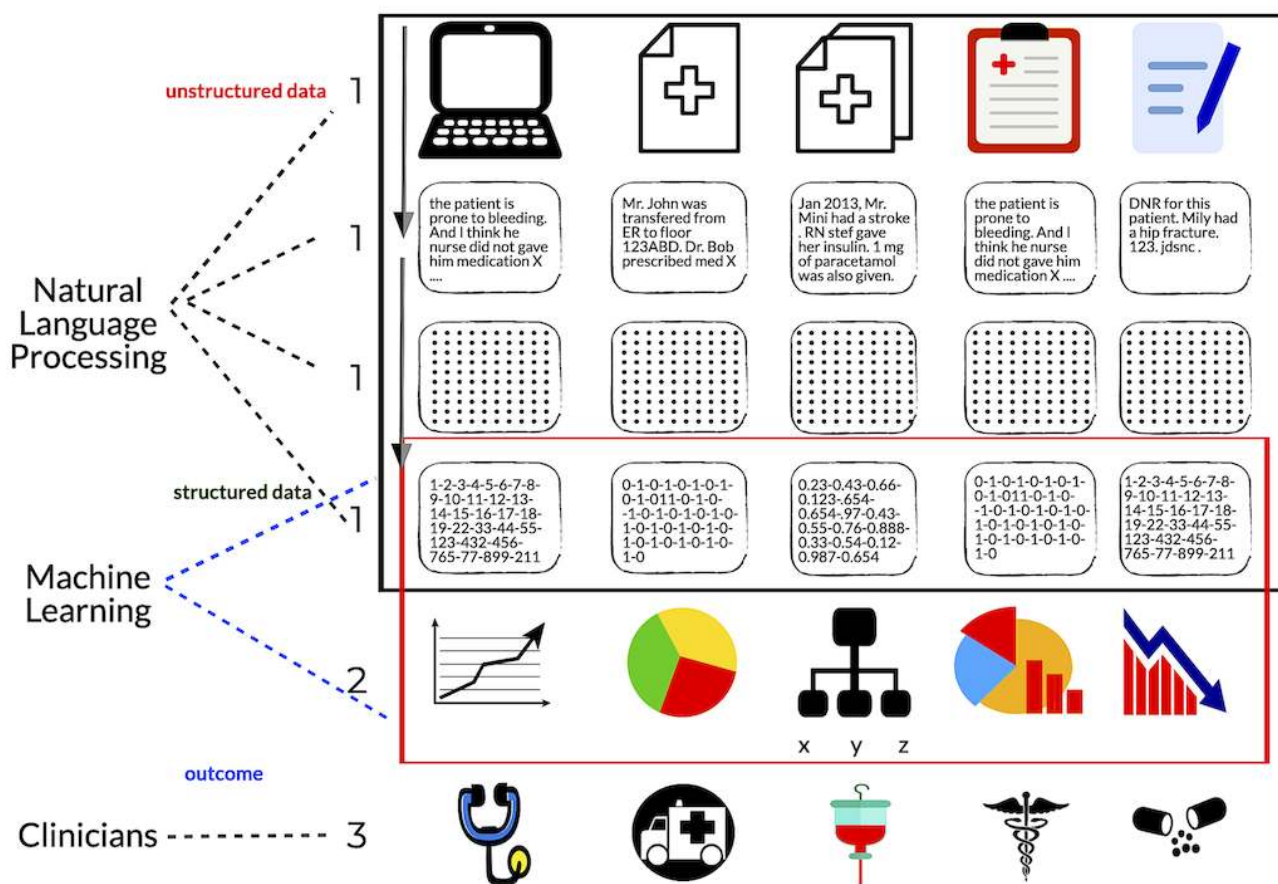 unstructured data 1
the patient is
prone to bleeding.
And I think he
nurse did not gave
him medication X
....
Mr. John was
transfered from
ER to floor
123ABD. Dr. Bob
prescribed med X
Jan 2013, Mr.
Mini had a stroke
. RN stef gave
her insulin. 1 mg
of paracetamol
was also given.
the patient is
prone to
bleeding. And I
think he nurse
did not gave him
medication X ....
DNR for this
patient. Mily had
a hip fracture.
123. jdsnc .
1
Natural
Language
Processing
1
structured data
1
1-2-3-4-5-6-7-8-
9-10-11-12-13-
14-15-16-17-18-
19-22-33-44-55-
123-432-456-
765-77-899-211
0-1-0-1-0-1-0-1-
0-1-011-0-1-0-
-1-0-1-0-1-0-1-0-
1-0-1-0-1-0-1-0-
1-0-1-0-1-0-1-0-
1-0
0.23-0.43-0.66-
0.123-.654-
0.654-.97-0.43-
0.55-0.76-0.888-
0.33-0.54-0.12-
0.987-0.654
0-1-0-1-0-1-0-1-
0-1-011-0-1-0-
-1-0-1-0-1-0-1-0-
1-0-1-0-1-0-1-0-
1-0-1-0-1-0-1-
1-0
1-2-3-4-5-6-7-8-
9-10-11-12-13-
14-15-16-17-18-
19-22-33-44-55-
123-432-456-
765-77-899-211
Machine
Learning
2
x y z
outcome
Clinicians 3